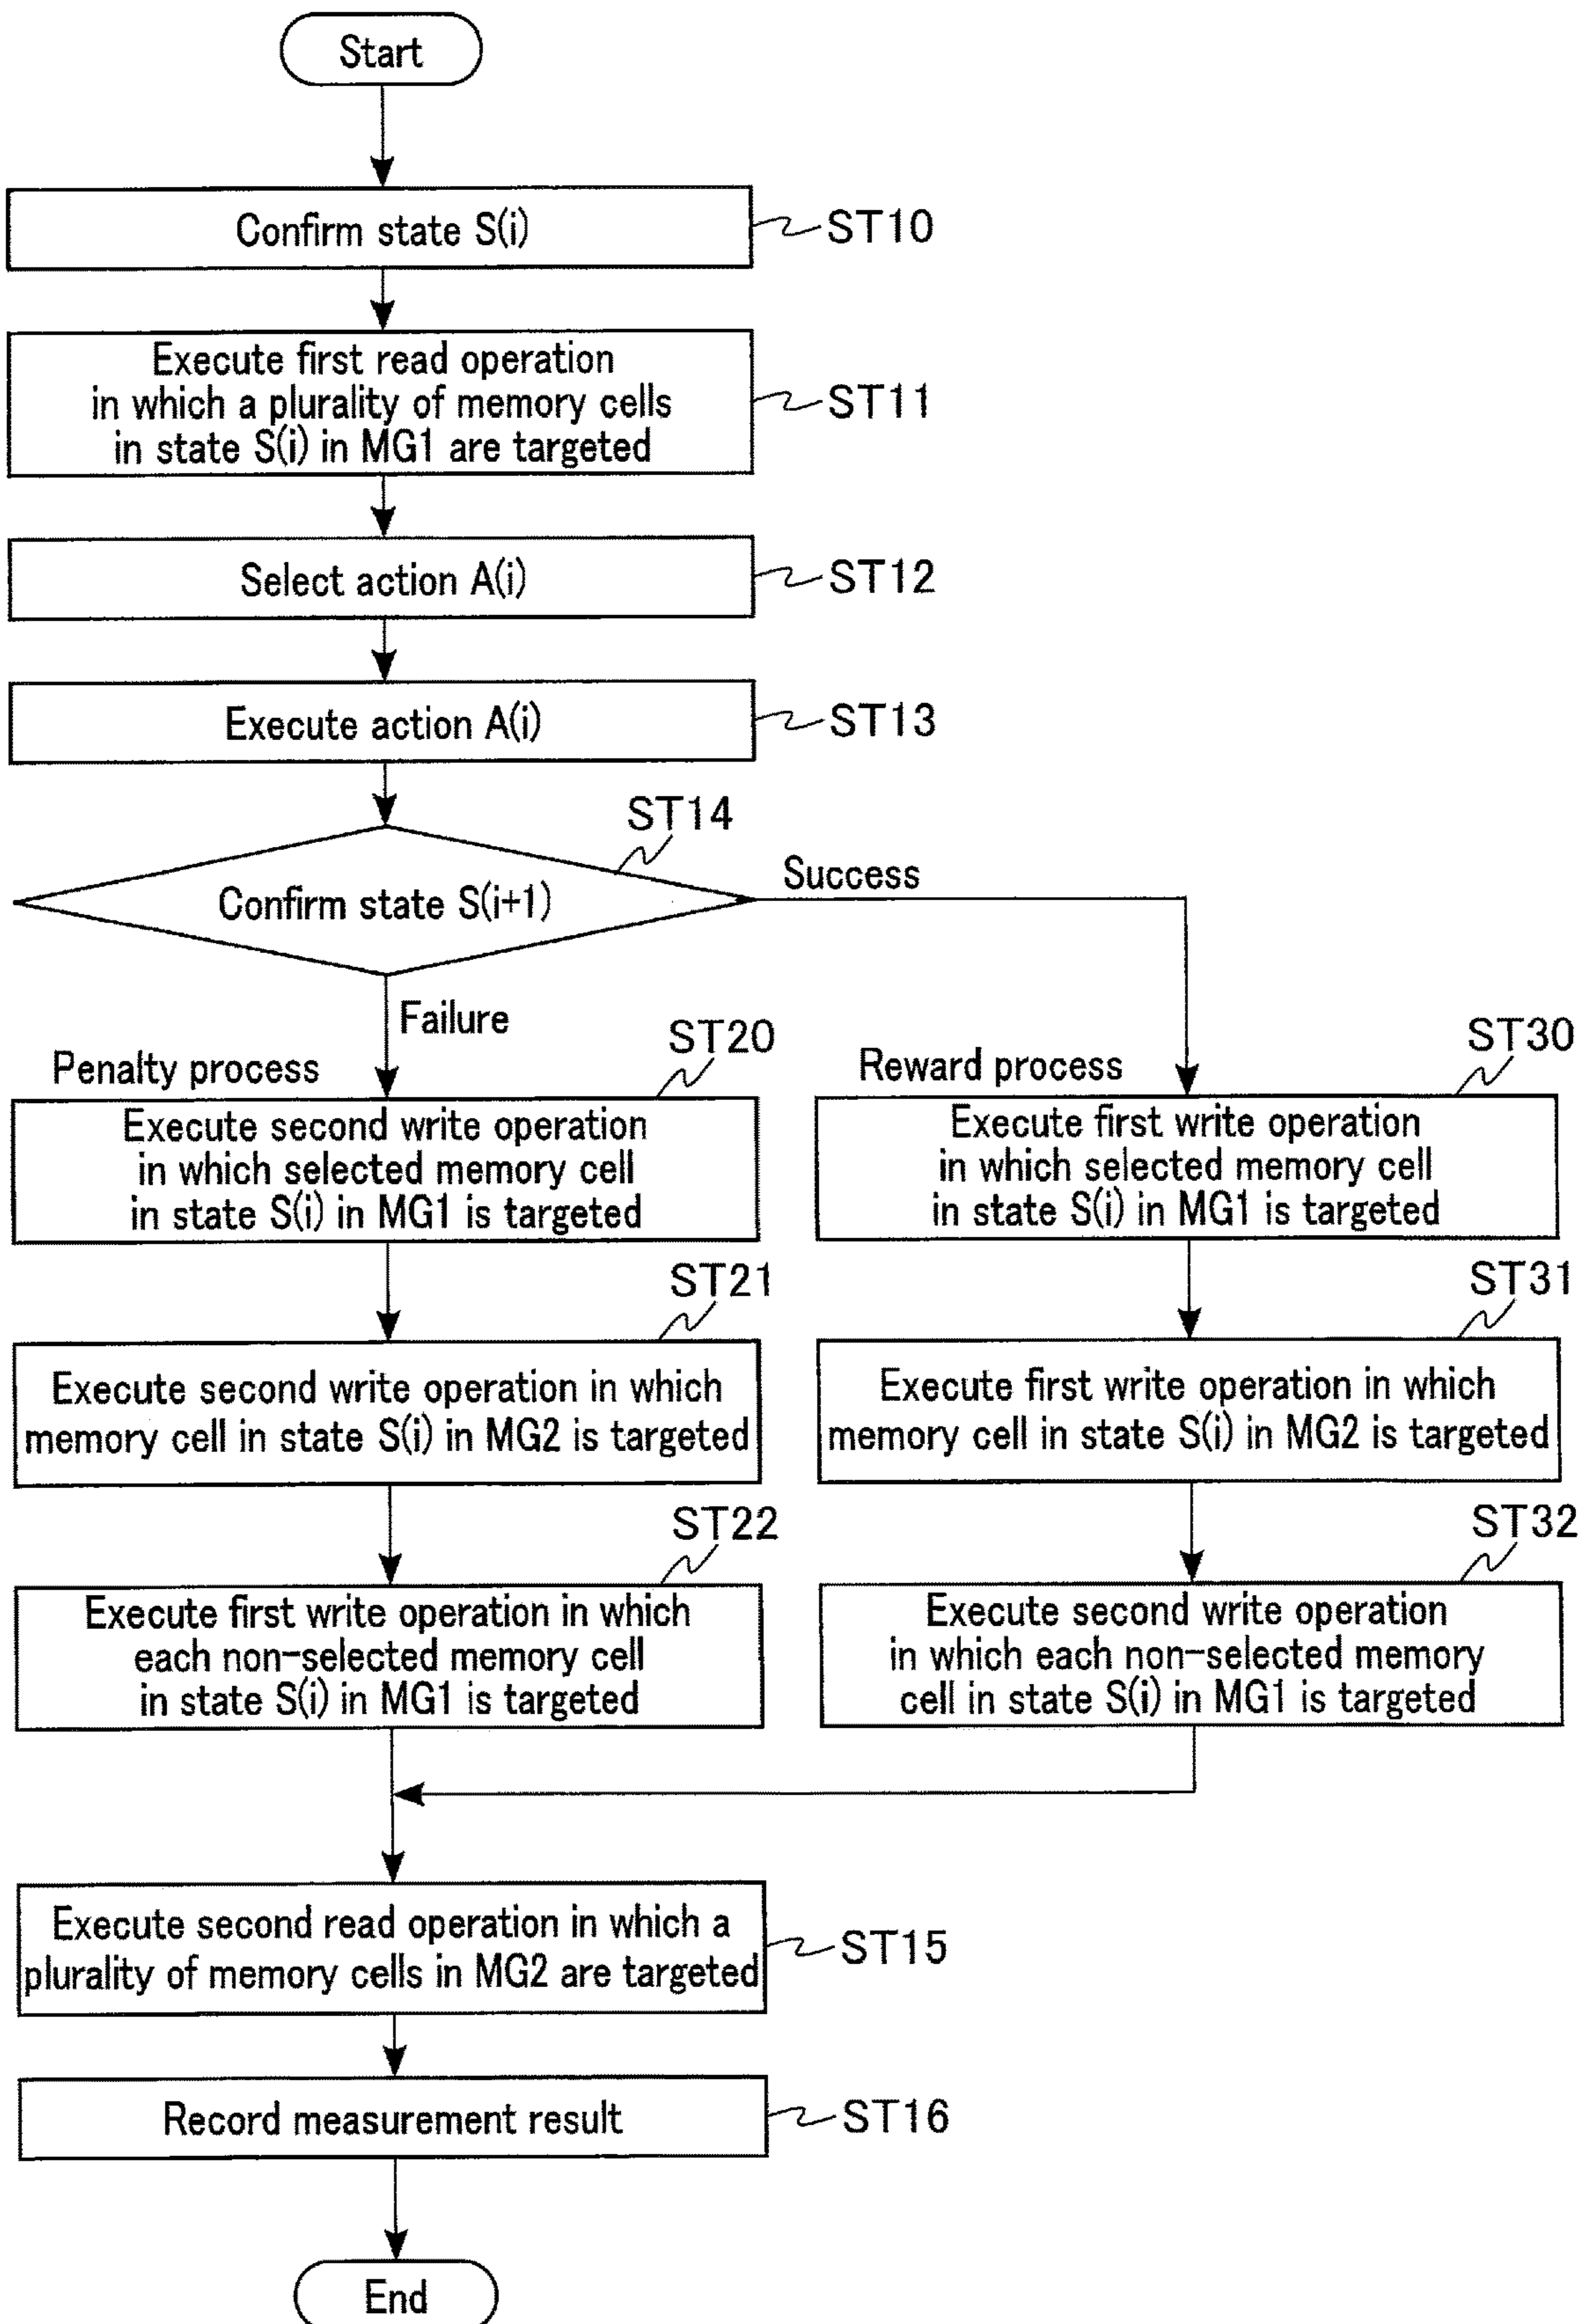 Start
Confirm state S(i)
ST10
Execute first read operation
in which a plurality of memory cells
in state S(i) in MG1 are targeted
ST11
Select action A(i)
ST12
Execute action A(i)
ST13
ST14
Confirm state S(i+1)
Success
Failure
Penalty process
ST20
Execute second write operation
in which selected memory cell
in state S(i) in MG1 is targeted
Reward process
ST30
Execute first write operation
in which selected memory cell
in state S(i) in MG1 is targeted
ST21
Execute second write operation in which
memory cell in state S(i) in MG2 is targeted
ST31
Execute first write operation in which
memory cell in state S(i) in MG2 is targeted
ST22
Execute first write operation in which
each non-selected memory cell
in state S(i) in MG1 is targeted
ST32
Execute second write operation
in which each non-selected memory
cell in state S(i) in MG1 is targeted
Execute second read operation in which a
plurality of memory cells in MG2 are targeted
ST15
Record measurement result
ST16
End